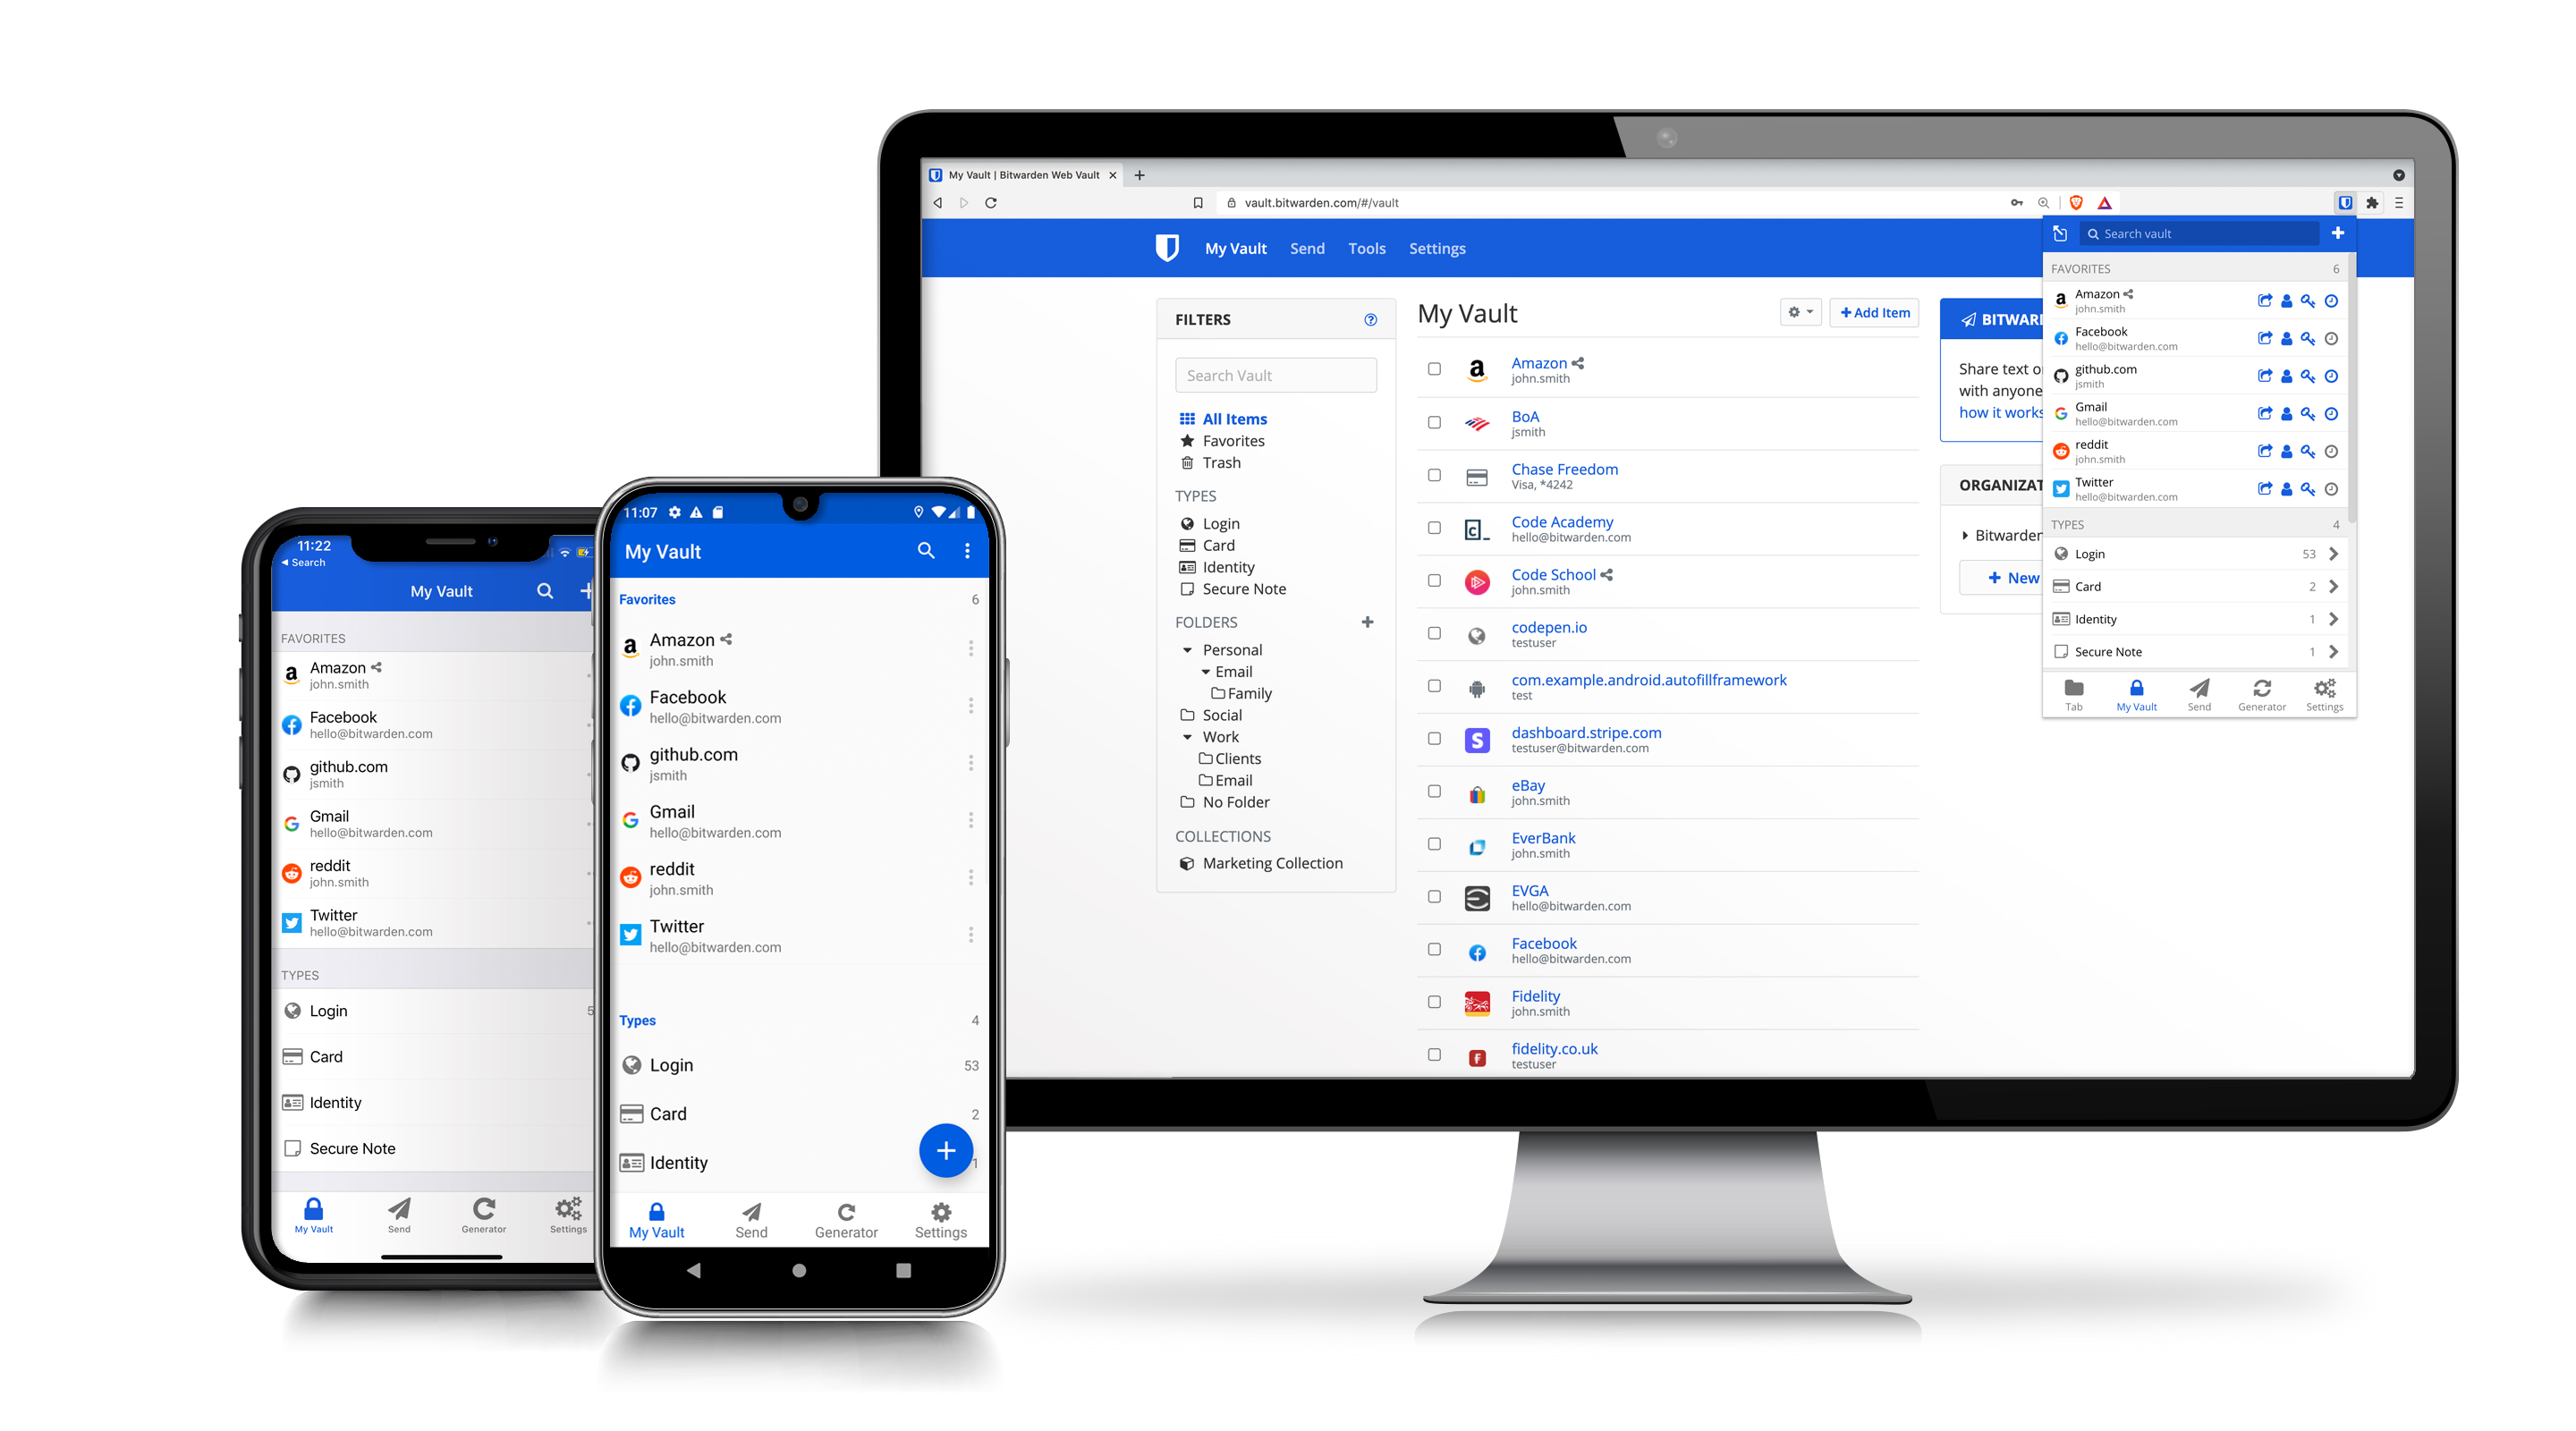 11:22
Search
My Vault
FAVORITES
Amazon
john.smith
Facebook
hello@bitwarden.com
github.com
jsmith
Gmail
hello@bitwarden.com
reddit
john.smith
Twitter
hello@bitwarden.com
TYPES
Login
5
Card
Identity
Secure Note
My Vault
Send
Generator
Settings
11:07
My Vault
Favorites 6
Amazon
john.smith
Facebook
hello@bitwarden.com
github.com
jsmith
Gmail
hello@bitwarden.com
reddit
john.smith
Twitter
hello@bitwarden.com
Types 4
Login 53
Card 2
Identity 1
My Vault
Send
Generator
Settings
My Vault | Bitwarden Web Vault
vault.bitwarden.com/#/vault
My Vault Send Tools Settings
FILTERS
Search Vault
All Items
Favorites
Trash
TYPES
Login
Card
Identity
Secure Note
FOLDERS
Personal
Email
Family
Social
Work
Clients
Email
No Folder
COLLECTIONS
Marketing Collection
My Vault
Add Item
Amazon
john.smith
BoA
jsmith
Chase Freedom
Visa, *4242
Code Academy
hello@bitwarden.com
Code School
john.smith
codepen.io
testuser
com.example.android.autofillframework
test
dashboard.stripe.com
testuser@bitwarden.com
eBay
john.smith
EverBank
john.smith
EVGA
hello@bitwarden.com
Facebook
hello@bitwarden.com
Fidelity
john.smith
fidelity.co.uk
testuser
BITWAR
Share text o
with anyone
how it works
ORGANIZAT
Bitwarden
New
Search vault
FAVORITES 6
Amazon
john.smith
Facebook
hello@bitwarden.com
github.com
jsmith
Gmail
hello@bitwarden.com
reddit
john.smith
Twitter
hello@bitwarden.com
TYPES 4
Login 53
Card 2
Identity 1
Secure Note 1
Tab
My Vault
Send
Generator
Settings